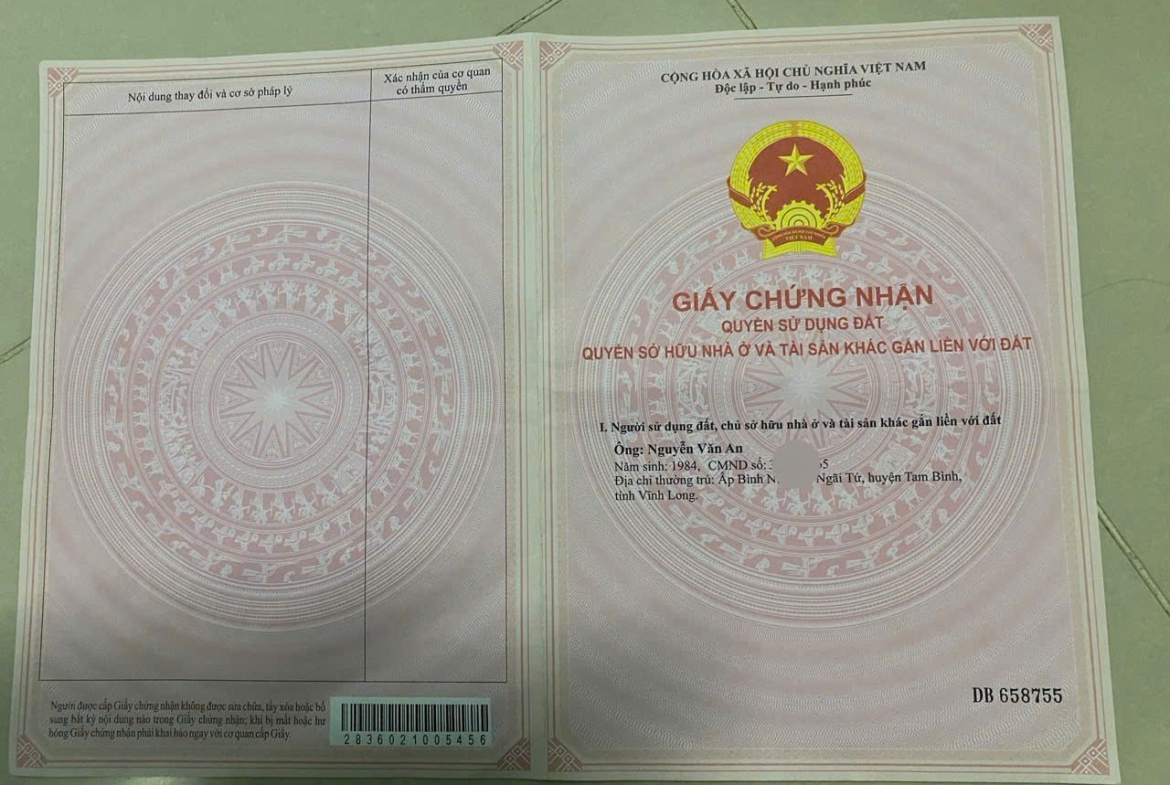 Nội dung thay đổi và cơ sở pháp lý
Xác nhận của cơ quan
có thẩm quyền
Người được cấp Giấy chứng nhận không được sửa chữa, tẩy xóa hoặc bổ
sung bất kỳ nội dung nào trong Giấy chứng nhận; khi bị mất hoặc hư
hỏng Giấy chứng nhận phải khai báo ngay với cơ quan cấp Giấy.
2836021005456
CỘNG HÒA XÃ HỘI CHỦ NGHĨA VIỆT NAM
Độc lập - Tự do - Hạnh phúc
VIỆT NAM
GIẤY CHỨNG NHẬN
QUYỀN SỬ DỤNG ĐẤT
QUYỀN SỞ HỮU NHÀ Ở VÀ TÀI SẢN KHÁC GẮN LIỀN VỚI ĐẤT
I. Người sử dụng đất, chủ sở hữu nhà ở và tài sản khác gắn liền với đất
Ông: Nguyễn Văn An
Năm sinh: 1984, CMND số: 5
Địa chỉ thường trú: Ấp Bình N Ngãi Tứ, huyện Tam Bình,
tỉnh Vĩnh Long.
DB 658755